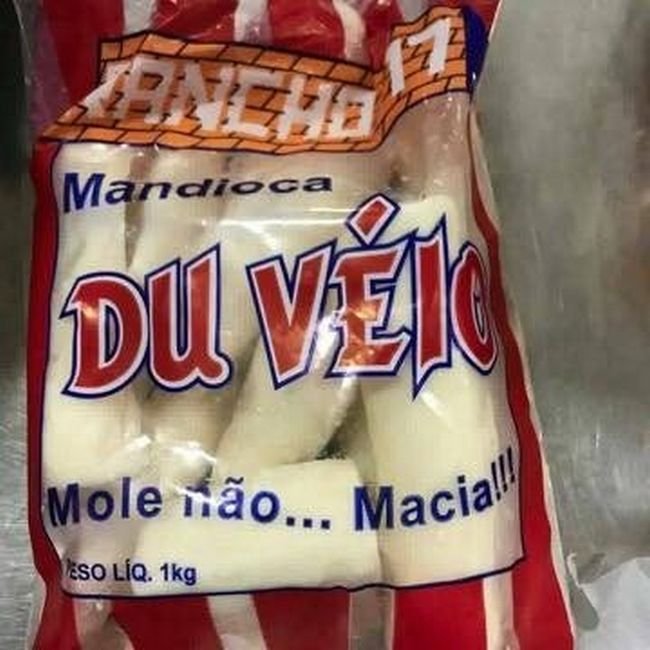 RANCHO 17
Mandioca
DU VÉIO
Mole não... Macia!!!
PESO LÍQ. 1kg